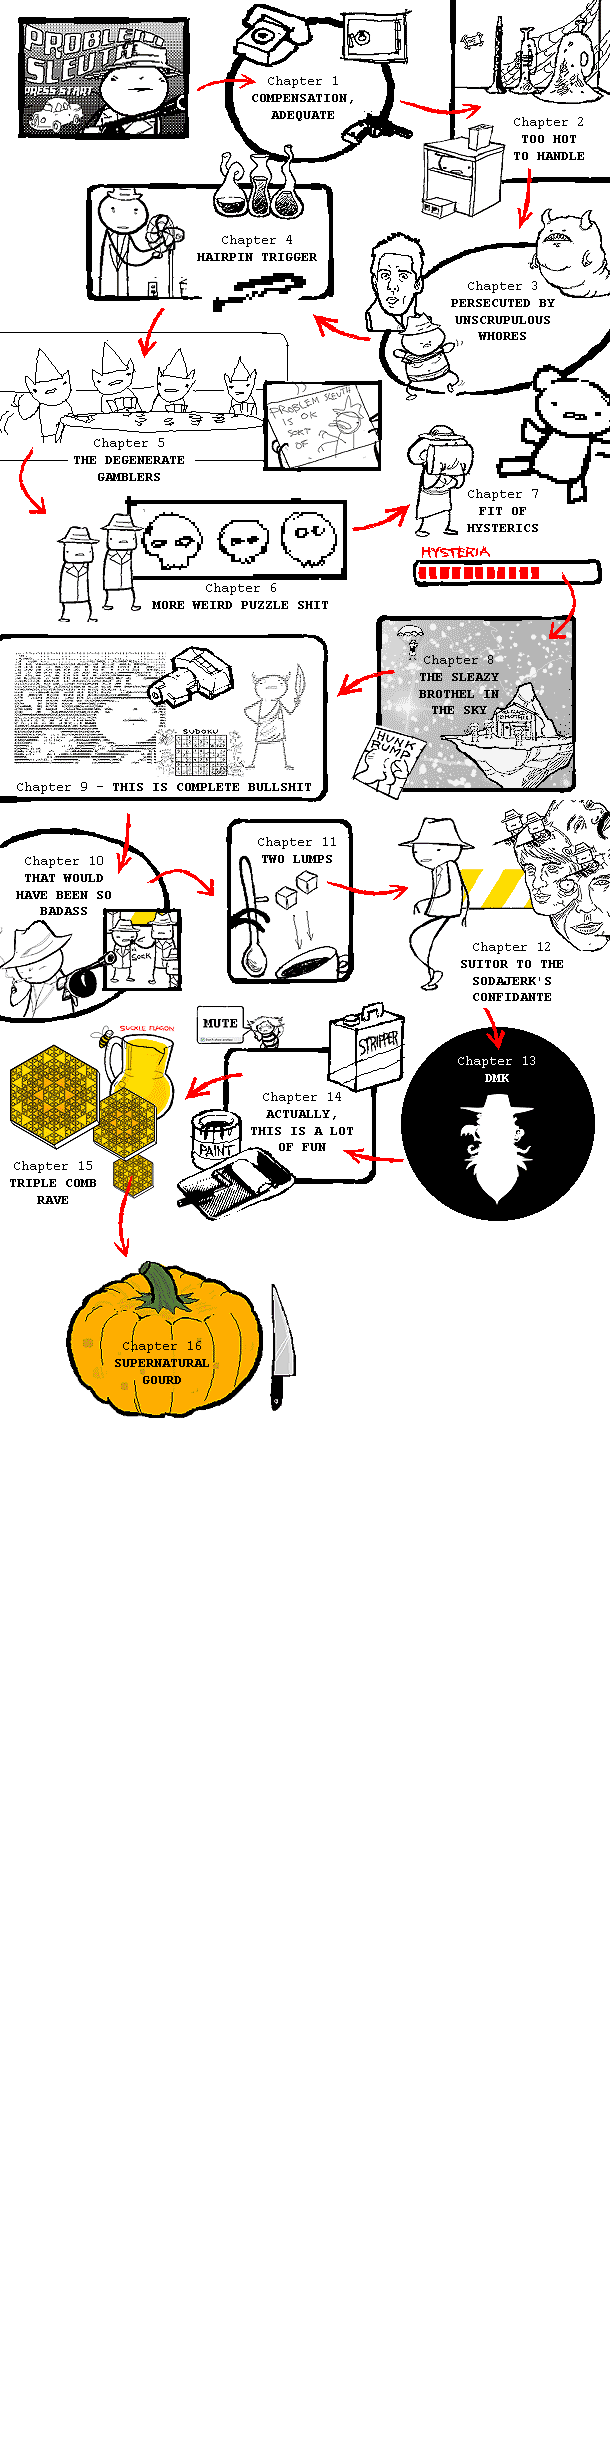 PROBLEM
SLEUTH
PRESS START
Chapter 1
COMPENSATION,
ADEQUATE
Chapter 2
TOO HOT
TO HANDLE
Chapter 3
PERSECUTED BY
UNSCRUPULOUS
WHORES
Chapter 4
HAIRPIN TRIGGER
Chapter 5
THE DEGENERATE
GAMBLERS
PROBLEM SLEUTH
IS OK
SORT
OF
Chapter 6
MORE WEIRD PUZZLE SHIT
Chapter 7
FIT OF
HYSTERICS
HYSTERIA
Chapter 8
THE SLEAZY
BROTHEL IN
THE SKY
HUNK
RUMP
PROBLEM
SLEUTH
SUDOKU
Chapter 9 - THIS IS COMPLETE BULLSHIT
Chapter 10
THAT WOULD
HAVE BEEN SO
BADASS
SOCK
Chapter 11
TWO LUMPS
Chapter 12
SUITOR TO THE
SODAJERK'S
CONFIDANTE
Chapter 13
DMK
MUTE
STRIPPER
Chapter 14
ACTUALLY,
THIS IS A LOT
OF FUN
PAINT
SUCKLE FLAGON
Chapter 15
TRIPLE COMB
RAVE
Chapter 16
SUPERNATURAL
GOURD